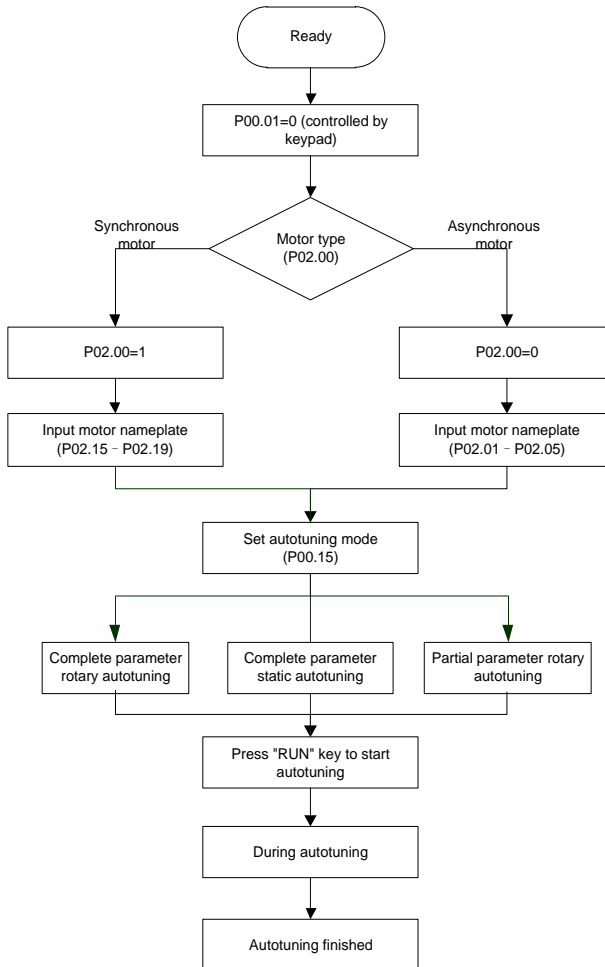 Ready
P00.01=0 (controlled by
keypad)
Synchronous
motor
Motor type
(P02.00)
Asynchronous
motor
P02.00=1
P02.00=0
Input motor nameplate
(P02.15﹣P02.19)
Input motor nameplate
(P02.01﹣P02.05)
Set autotuning mode
(P00.15)
Complete parameter
rotary autotuning
Complete parameter
static autotuning
Partial parameter rotary
autotuning
Press "RUN" key to start
autotuning
During autotuning
Autotuning finished